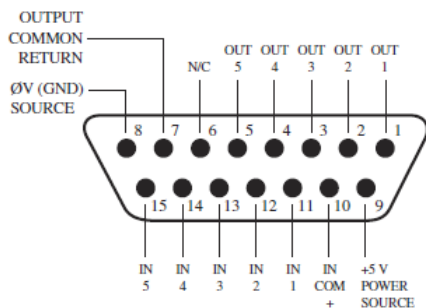 OUTPUT
COMMON
RETURN
ØV (GND)
SOURCE
N/C
OUT
5
OUT
4
OUT
3
OUT
2
OUT
1
8 7 6 5 4 3 2 1
15 14 13 12 11 10 9
IN
5
IN
4
IN
3
IN
2
IN
1
IN
COM
+
+5 V
POWER
SOURCE